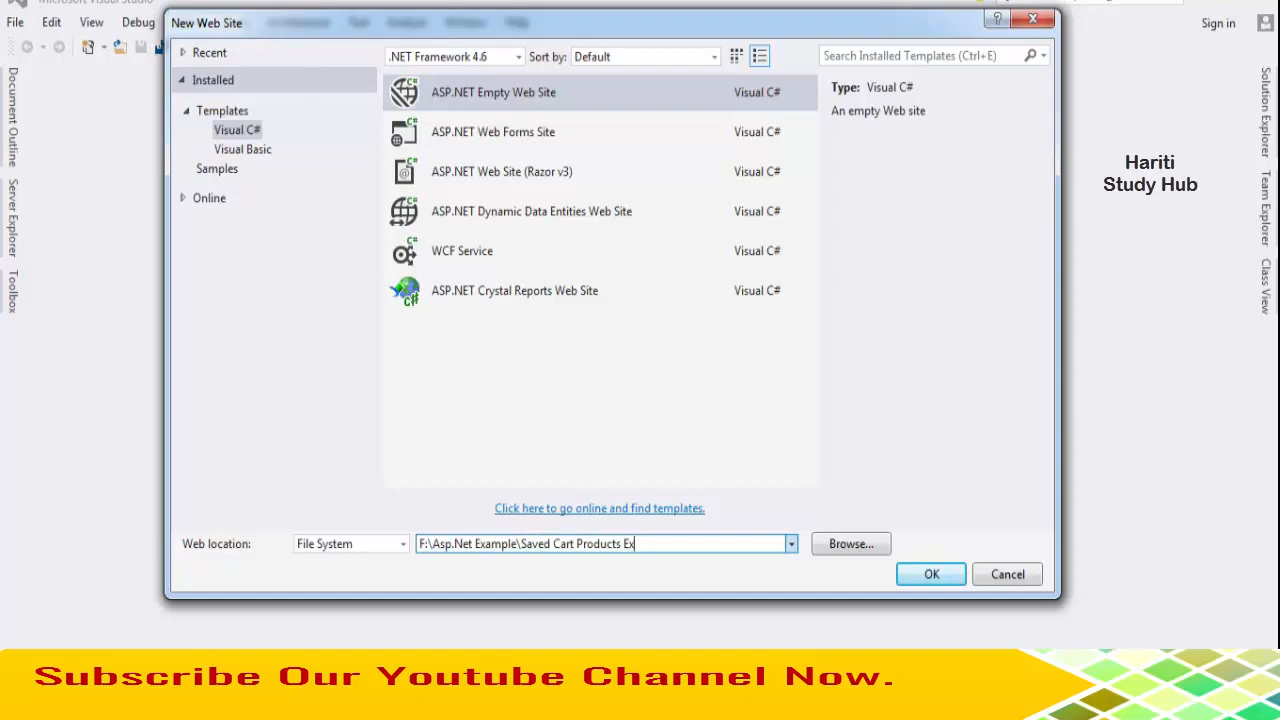 Microsoft Visual Studio
New Web Site
File Edit View Debug
Sign in
Document Outline
Server Explorer
Toolbox
Solution Explorer
Team Explorer
Class View
Recent
Installed
Templates
Visual C#
Visual Basic
Samples
Online
.NET Framework 4.6 Sort by: Default
Search Installed Templates (Ctrl+E)
ASP.NET Empty Web Site Visual C#
ASP.NET Web Forms Site Visual C#
ASP.NET Web Site (Razor v3) Visual C#
ASP.NET Dynamic Data Entities Web Site Visual C#
WCF Service Visual C#
ASP.NET Crystal Reports Web Site Visual C#
Type: Visual C#
An empty Web site
Hariti
Study Hub
Click here to go online and find templates.
Web location: File System F:\Asp.Net Example\Saved Cart Products Ex Browse...
OK Cancel
Subscribe Our Youtube Channel Now.